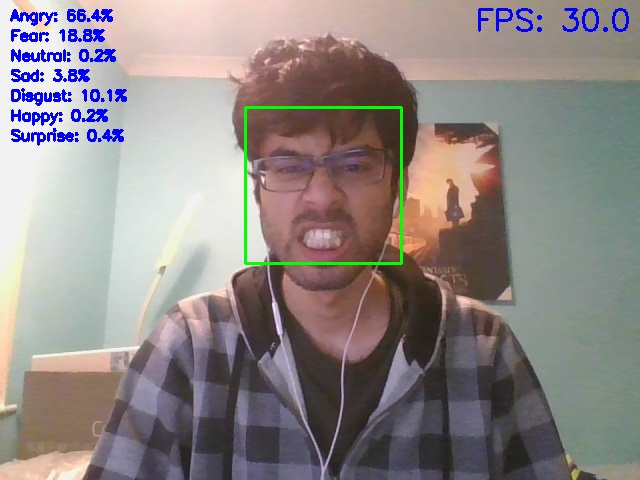 Angry: 66.4%
FPS: 30.0
Fear: 18.8%
Neutral: 0.2%
Sad: 3.8%
Disgust: 10.1%
Happy: 0.2%
Surprise: 0.4%